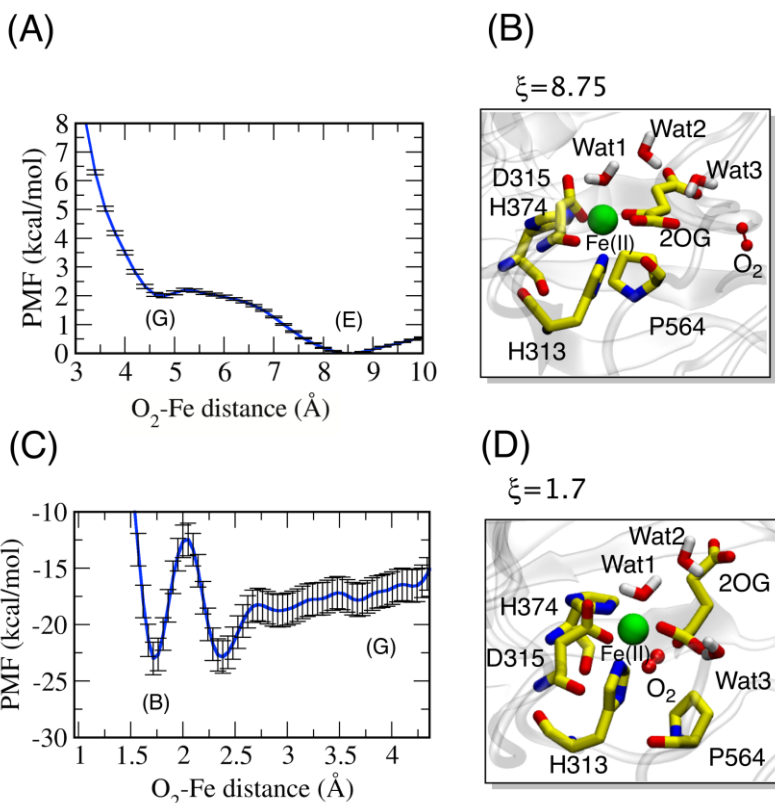 (A)
8
7
6
5
4
3
2
1
0
PMF (kcal/mol)
(G)
(E)
3 4 5 6 7 8 9 10
O2-Fe distance (Å)
(B)
ξ=8.75
Wat2
Wat1
Wat3
D315
H374
Fe(II)
2OG
O2
H313
P564
(C)
-10
-15
-20
-25
-30
PMF (kcal/mol)
(G)
(B)
1 1.5 2 2.5 3 3.5 4
O2-Fe distance (Å)
(D)
ξ=1.7
Wat2
Wat1
2OG
H374
Fe(II)
D315
O2
Wat3
H313
P564